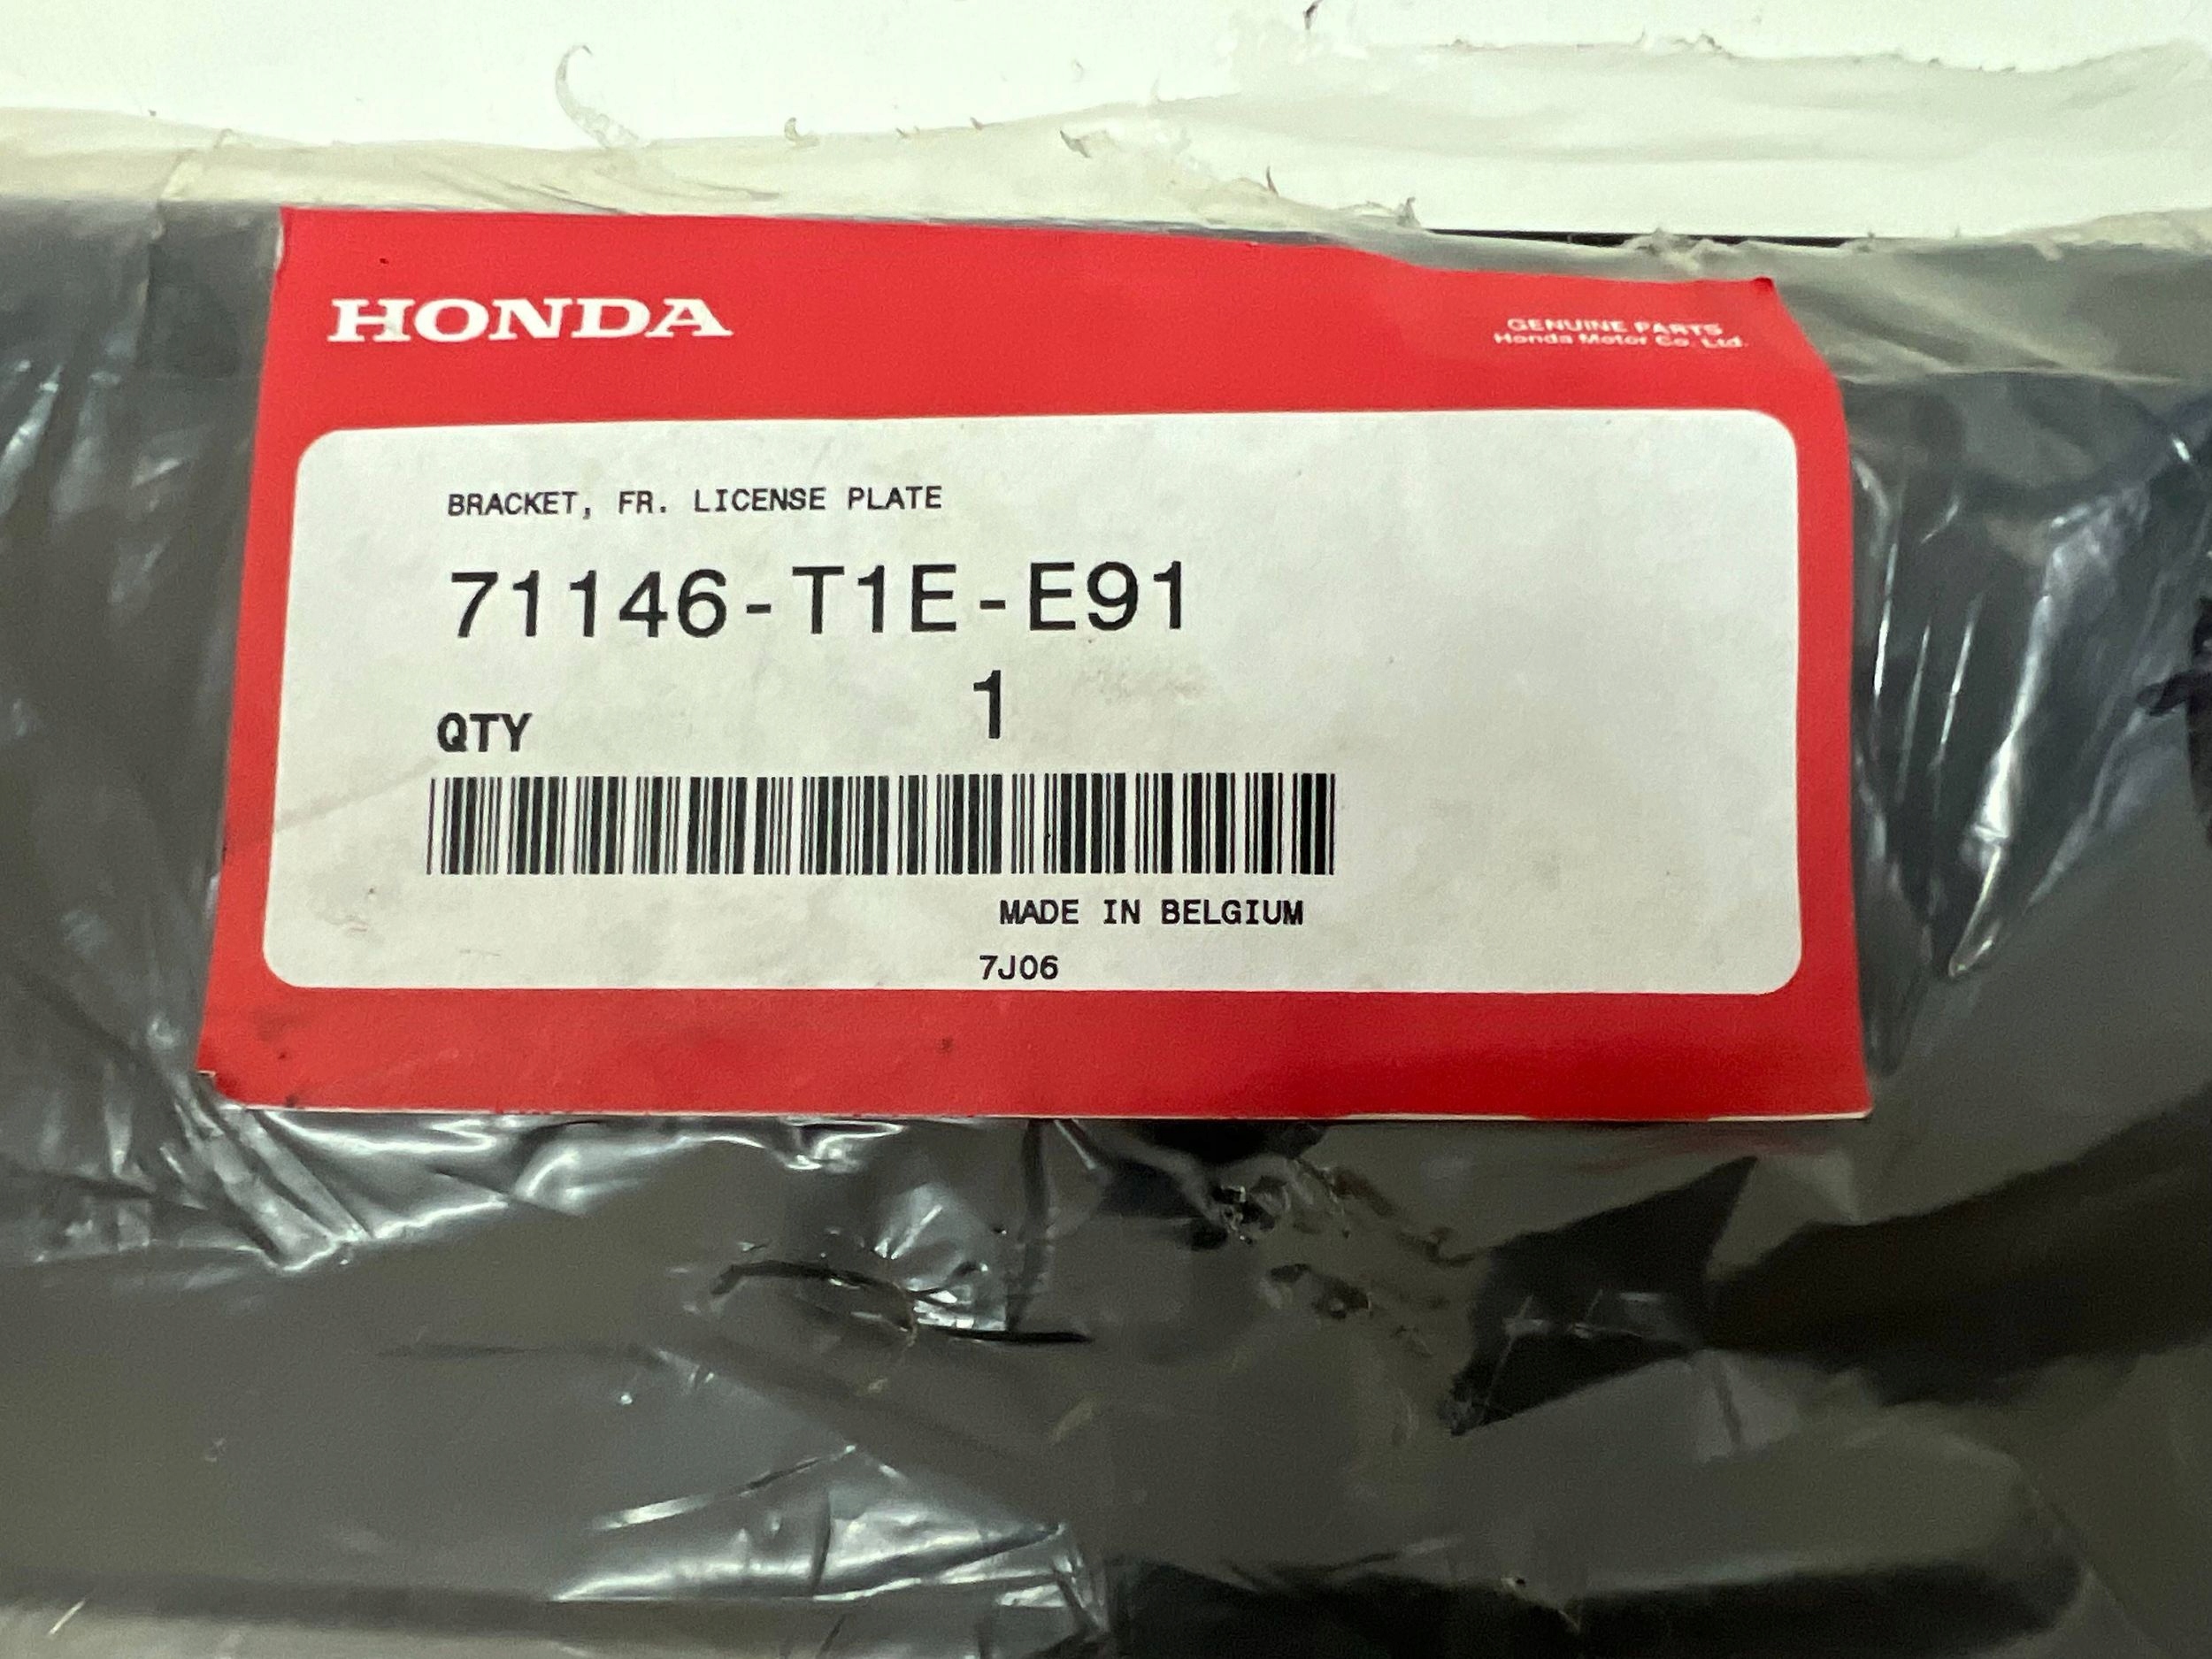 HONDA
GENUINE PARTS
Honda Motor Co. Ltd.
BRACKET, FR. LICENSE PLATE
71146-T1E-E91
QTY 1
MADE IN BELGIUM
7J06